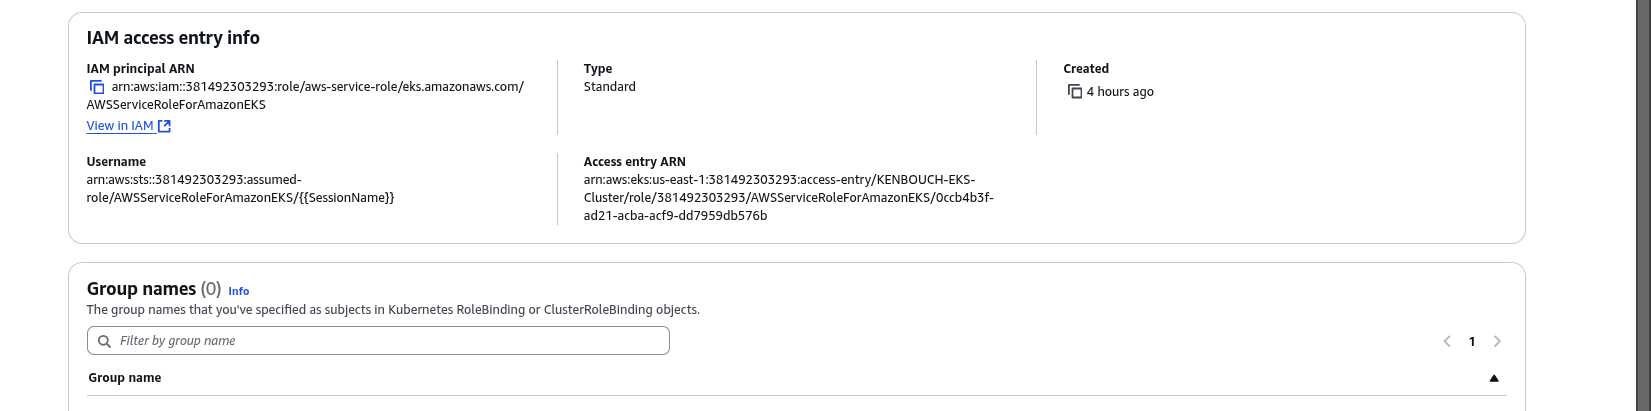 IAM access entry info
IAM principal ARN
arn:aws:iam::381492303293:role/aws-service-role/eks.amazonaws.com/
AWSServiceRoleForAmazonEKS
View in IAM
Type
Standard
Created
4 hours ago
Username
arn:aws:sts::381492303293:assumed-
role/AWSServiceRoleForAmazonEKS/{{SessionName}}
Access entry ARN
arn:aws:eks:us-east-1:381492303293:access-entry/KENBOUCH-EKS-
Cluster/role/381492303293/AWSServiceRoleForAmazonEKS/0ccb4b3f-
ad21-acba-acf9-dd7959db576b
Group names (0) Info
The group names that you've specified as subjects in Kubernetes RoleBinding or ClusterRoleBinding objects.
Filter by group name
1
Group name